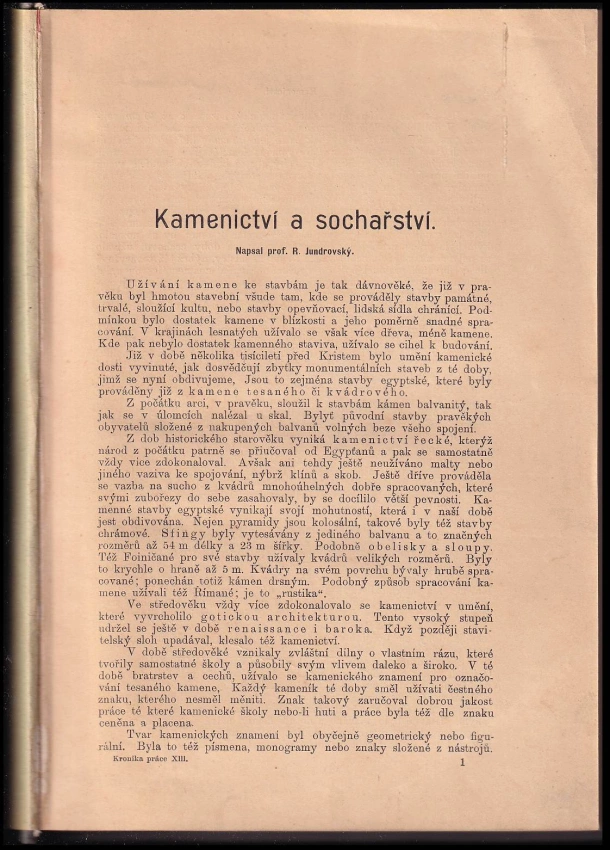 Kamenictví a sochařství.
Napsal prof. R. Jundrovský.
Užívání kamene ke stavbám je tak dávnověké, že již v pra-
věku byl hmotou stavební všude tam, kde se prováděly stavby památné,
trvalé, sloužící kultu, nebo stavby opevňovací, lidská sídla chránící. Pod-
mínkou bylo dostatek kamene v blízkosti a jeho poměrně snadné spra-
cování. V krajinách lesnatých užívalo se však více dřeva, méně kamene.
Kde pak nebylo dostatek kamenného staviva, užívalo se cihel k budování.
Již v době několika tisíciletí před Kristem bylo umění kamenické
dosti vyvinuté, jak dosvědčují zbytky monumentálních staveb z té doby,
jimž se nyní obdivujeme, Jsou to zejména stavby egyptské, které byly
prováděny již z kamene tesaného či kvádrového.
Z počátku arci, v pravěku, sloužil k stavbám kámen balvanitý, tak
jak se v úlomcích nalézal u skal. Bylyť původní stavby pravěkých
obyvatelů složené z nakupených balvanů volných beze všeho spojení.
Z dob historického starověku vyniká kamenictví řecké, kterýž
národ z počátku patrně se přiučoval od Egypťanů a pak se samostatně
vždy více zdokonaloval. Avšak ani tehdy ještě neužíváno malty nebo
jiného vaziva ke spojování, nýbrž klínů a skob. Ještě dříve prováděla
se vazba na sucho z kvádrů mnohoúhelných dobře spracovaných, které
svými zubořezy do sebe zasahovaly, by se docílilo větší pevnosti. Ka-
menné stavby egyptské vynikají svojí mohutností, která i v naší době
jest obdivována. Nejen pyramidy jsou kolosální, takové byly též stavby
chrámové. Sfingy byly vytesávány z jediného balvanu a to značných
rozměrů až 54 m délky a 23 m šířky. Podobně obelisky a sloupy.
Též Foiničané pro své stavby užívaly kvádrů velikých rozměrů. Byly
to krychle o hraně až 5 m. Kvádry na svém povrchu bývaly hrubě spra-
cované; ponechán totiž kámen drsným. Podobný způsob spracování ka-
mene užívali též Římané; je to „rustika“.
Ve středověku vždy více zdokonalovalo se kamenictví v umění,
které vyvrcholilo gotickou architekturou. Tento vysoký stupeň
udržel se ještě v době renaissance i baroka. Když později stavi-
telský sloh upadával, klesalo též kamenictví.
V době středověké vznikaly zvláštní dílny o vlastním rázu, které
tvořily samostatné školy a působily svým vlivem daleko a široko. V té
době bratrstev a cechů, užívalo se kamenického znamení pro označo-
vání tesaného kamene, Každý kameník té doby směl užívati čestného
znaku, kterého nesměl měniti. Znak takový zaručoval dobrou jakost
práce té které kamenické školy nebo-li huti a práce byla též dle znaku
ceněna a placena.
Tvar kamenických znamení byl obyčejně geometrický nebo figu-
rální. Byla to též písmena, monogramy nebo znaky složené z nástrojů.
Kronika práce XIII.
1